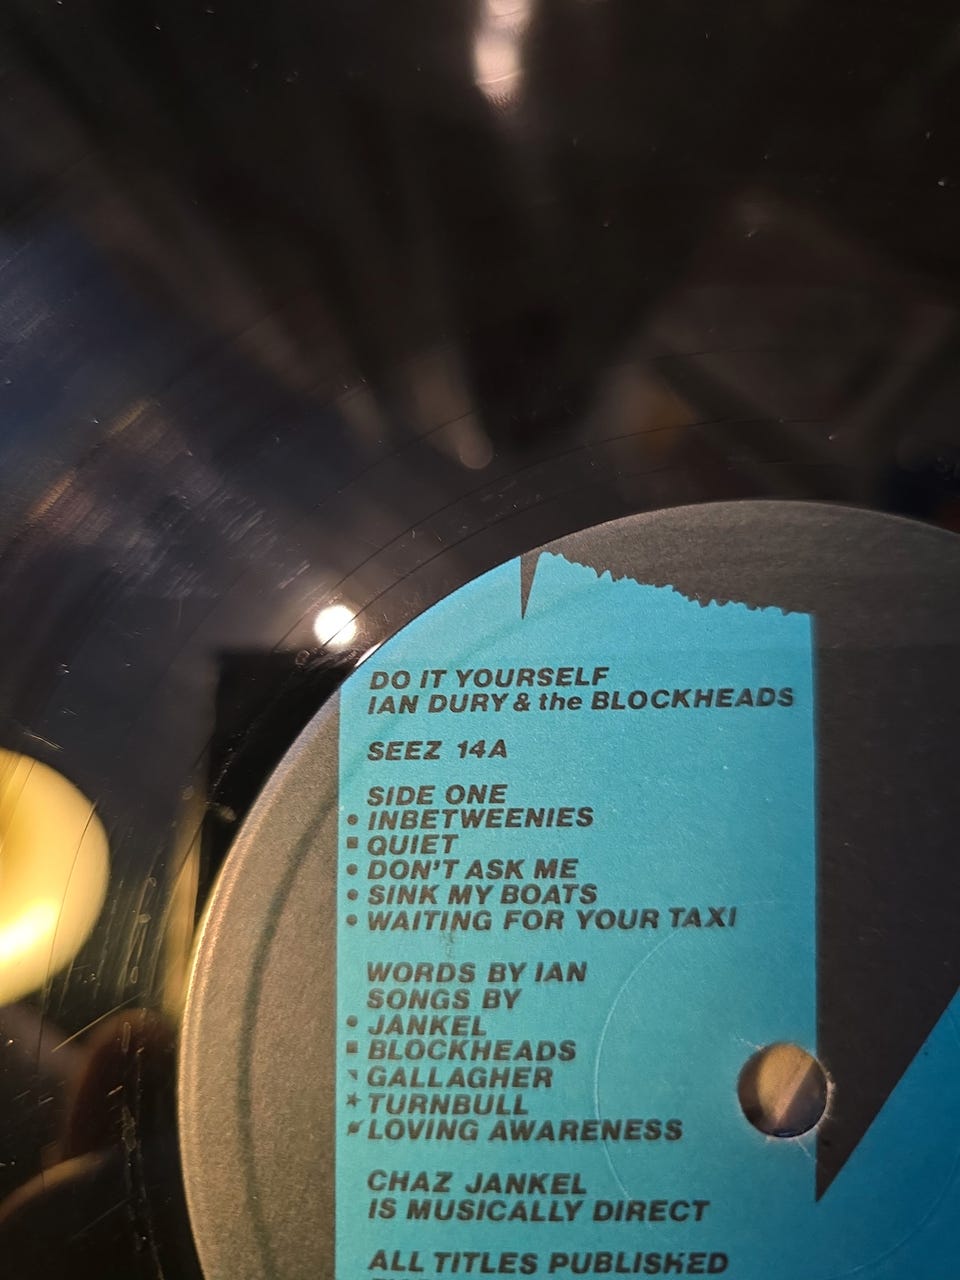 DO IT YOURSELF
IAN DURY & the BLOCKHEADS
SEEZ 14A
SIDE ONE
• INBETWEENIES
▪ QUIET
• DON'T ASK ME
• SINK MY BOATS
• WAITING FOR YOUR TAXI
WORDS BY IAN
SONGS BY
• JANKEL
▪ BLOCKHEADS
GALLAGHER
★ TURNBULL
LOVING AWARENESS
CHAZ JANKEL
IS MUSICALLY DIRECT
ALL TITLES PUBLISHED